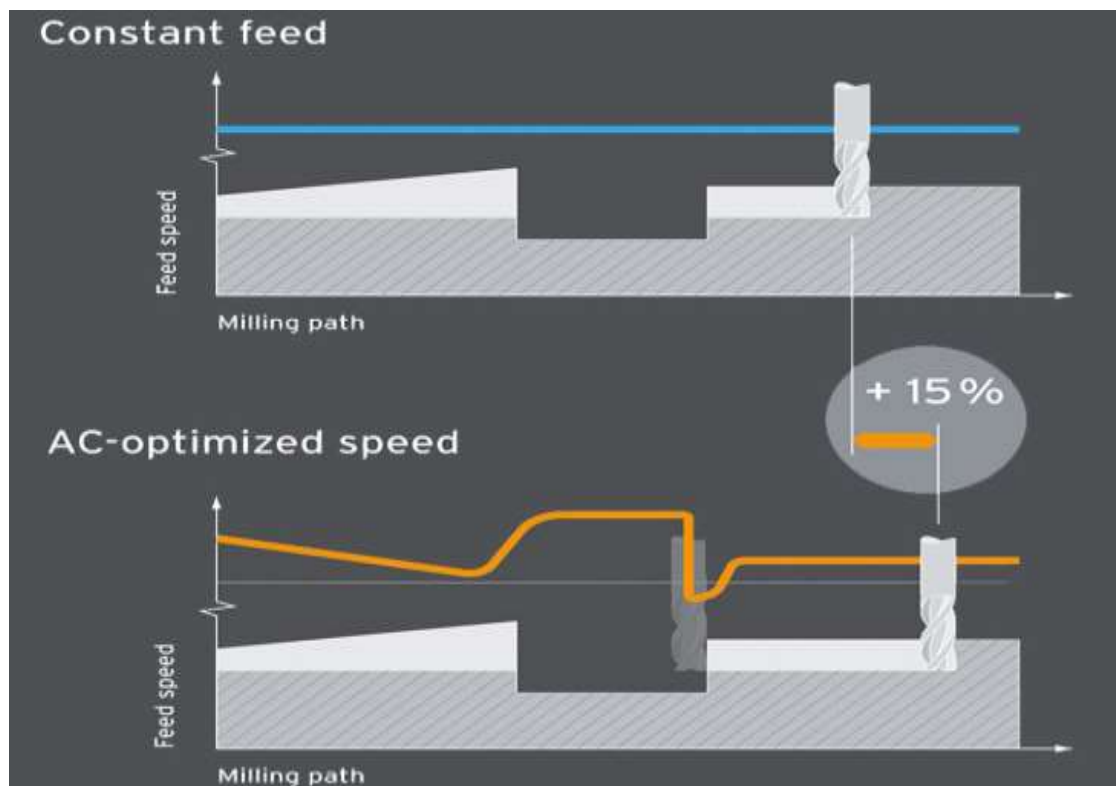 Constant feed
Feed speed
Milling path
+ 15 %
AC-optimized speed
Feed speed
Milling path